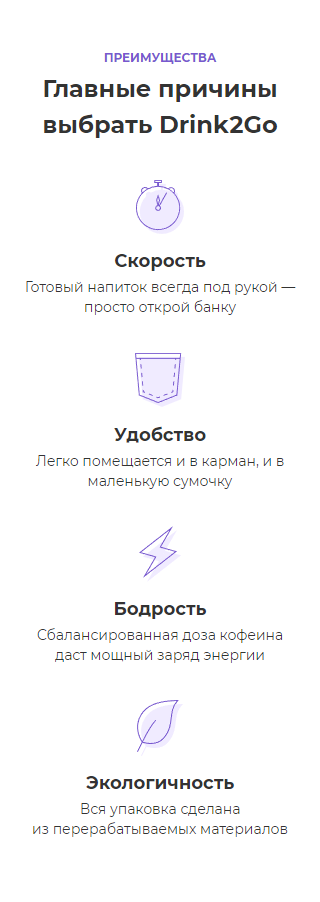 ПРЕИМУЩЕСТВА
Главные причины
выбрать Drink2Go
Скорость
Готовый напиток всегда под рукой —
просто открой банку
Удобство
Легко помещается и в карман, и в
маленькую сумочку
Бодрость
Сбалансированная доза кофеина
даст мощный заряд энергии
Экологичность
Вся упаковка сделана
из перерабатываемых материалов